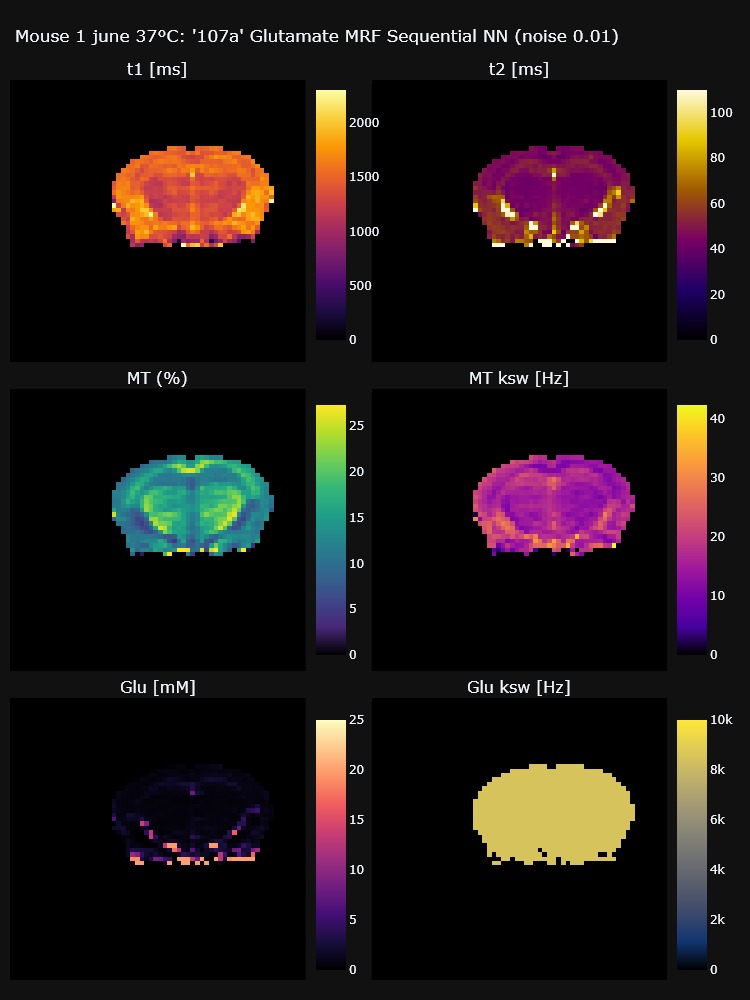 Mouse 1 june 37ºC: '107a' Glutamate MRF Sequential NN (noise 0.01)
t1 [ms]
t2 [ms]
2000
1500
1000
500
0
100
80
60
40
20
0
MT (%)
MT ksw [Hz]
25
20
15
10
5
0
40
30
20
10
0
Glu [mM]
Glu ksw [Hz]
25
20
15
10
5
0
10k
8k
6k
4k
2k
0